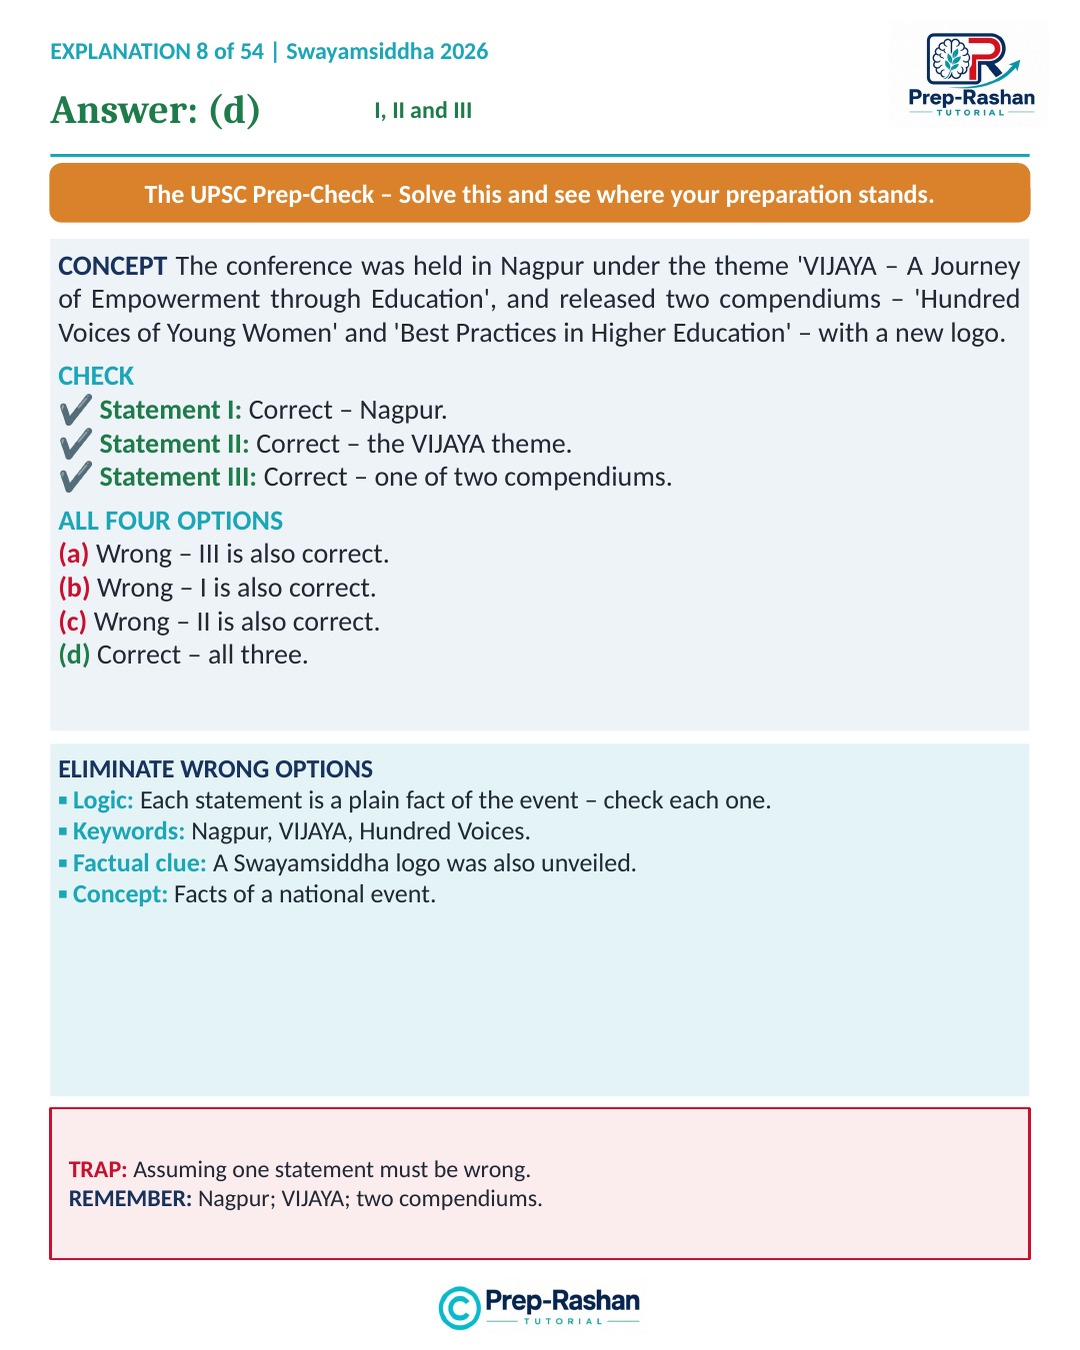 EXPLANATION 8 of 54 | Swayamsiddha 2026
Prep-Rashan
TUTORIAL
Answer: (d) I, II and III
The UPSC Prep-Check – Solve this and see where your preparation stands.
CONCEPT The conference was held in Nagpur under the theme 'VIJAYA – A Journey
of Empowerment through Education', and released two compendiums – 'Hundred
Voices of Young Women' and 'Best Practices in Higher Education' – with a new logo.
CHECK
✔ Statement I: Correct – Nagpur.
✔ Statement II: Correct – the VIJAYA theme.
✔ Statement III: Correct – one of two compendiums.
ALL FOUR OPTIONS
(a) Wrong – III is also correct.
(b) Wrong – I is also correct.
(c) Wrong – II is also correct.
(d) Correct – all three.
ELIMINATE WRONG OPTIONS
▪ Logic: Each statement is a plain fact of the event – check each one.
▪ Keywords: Nagpur, VIJAYA, Hundred Voices.
▪ Factual clue: A Swayamsiddha logo was also unveiled.
▪ Concept: Facts of a national event.
TRAP: Assuming one statement must be wrong.
REMEMBER: Nagpur; VIJAYA; two compendiums.
© Prep-Rashan
TUTORIAL